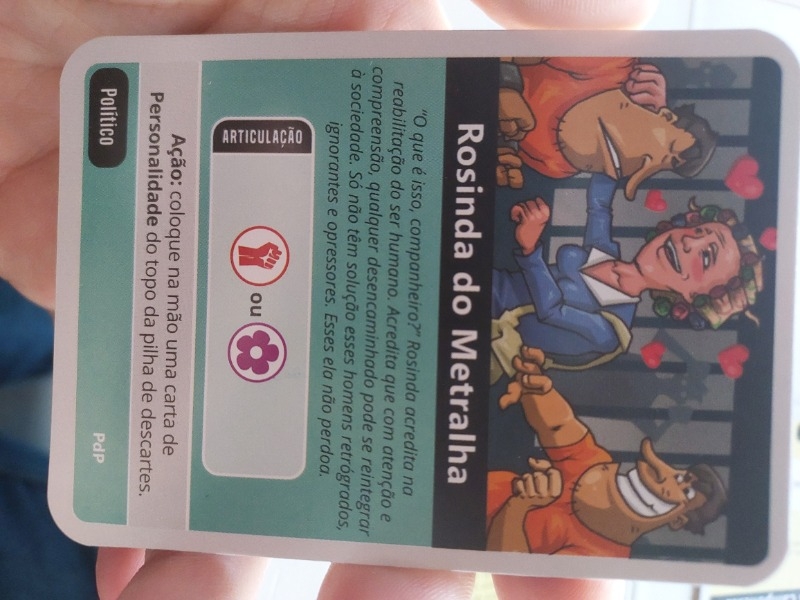 Rosinda do Metralha
"O que é isso, companheiro?" Rosinda acredita na
reabilitação do ser humano. Acredita que com atenção e
compreensão, qualquer desencaminhado pode se reintegrar
à sociedade. Só não têm solução esses homens retrógrados,
ignorantes e opressores. Esses ela não perdoa.
ARTICULAÇÃO
ou
Ação: coloque na mão uma carta de
Personalidade do topo da pilha de descartes.
Político
PdP